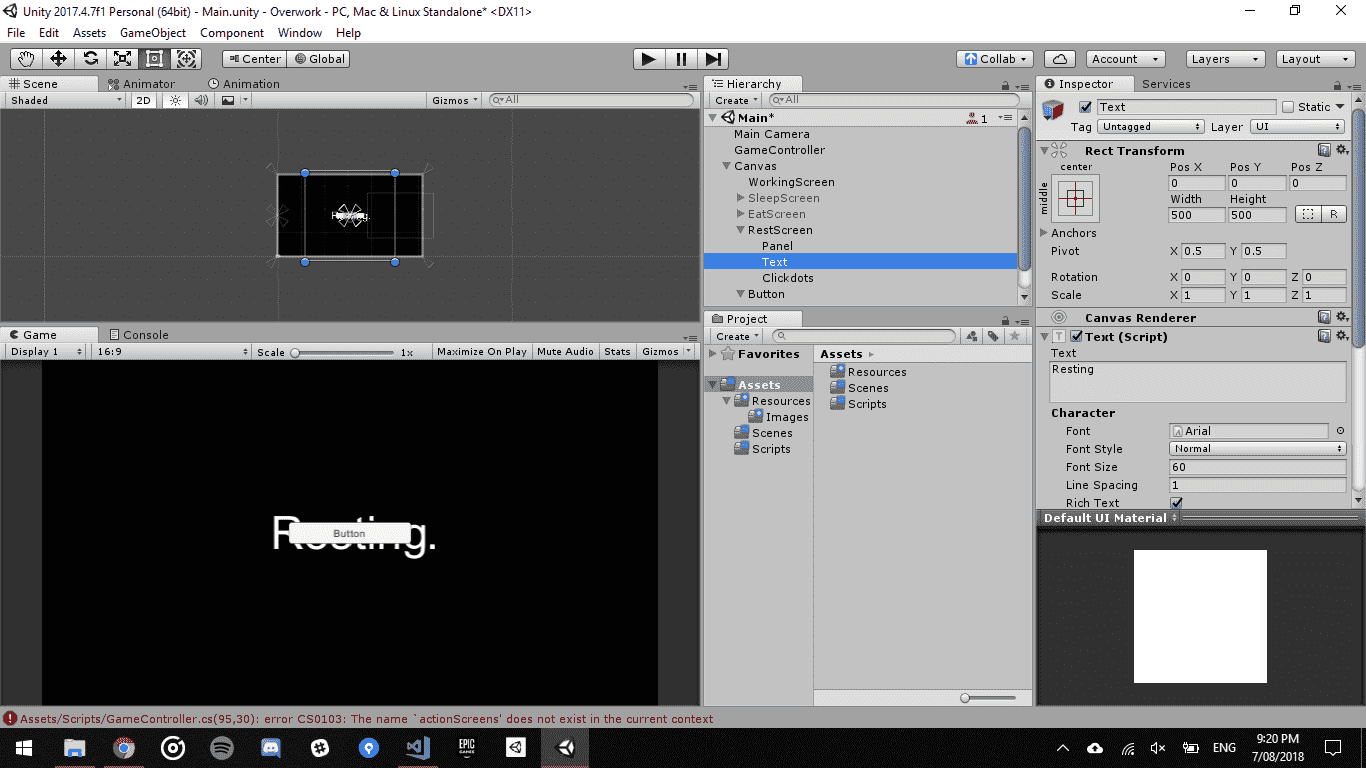 Unity 2017.4.7f1 Personal (64bit) - Main.unity - Overwork - PC, Mac & Linux Standalone* <DX11>
File Edit Assets GameObject Component Window Help
Center Global Collab Account Layers Layout
Scene Animator Animation
Shaded 2D Gizmos All
Hierarchy
Create All
Main* 1
Main Camera
GameController
Canvas
WorkingScreen
SleepScreen
EatScreen
RestScreen
Panel
Text
Clickdots
Button
Inspector Services
Text Static
Tag Untagged Layer UI
Rect Transform
center Pos X Pos Y Pos Z
middle 0 0 0
Width Height
500 500 R
Anchors
Pivot X 0.5 Y 0.5
Rotation X 0 Y 0 Z 0
Scale X 1 Y 1 Z 1
Canvas Renderer
Text (Script)
Text
Resting
Character
Font Arial
Font Style Normal
Font Size 60
Line Spacing 1
Rich Text
Default UI Material
Game Console
Display 1 16:9 Scale 1x Maximize On Play Mute Audio Stats Gizmos
Resting.
Button
Project
Create
Favorites
Assets
Resources
Images
Scenes
Scripts
Assets
Resources
Scenes
Scripts
Assets/Scripts/GameController.cs(95,30): error CS0103: The name `actionScreens' does not exist in the current context
EPIC GAMES
ENG
9:20 PM
7/08/2018